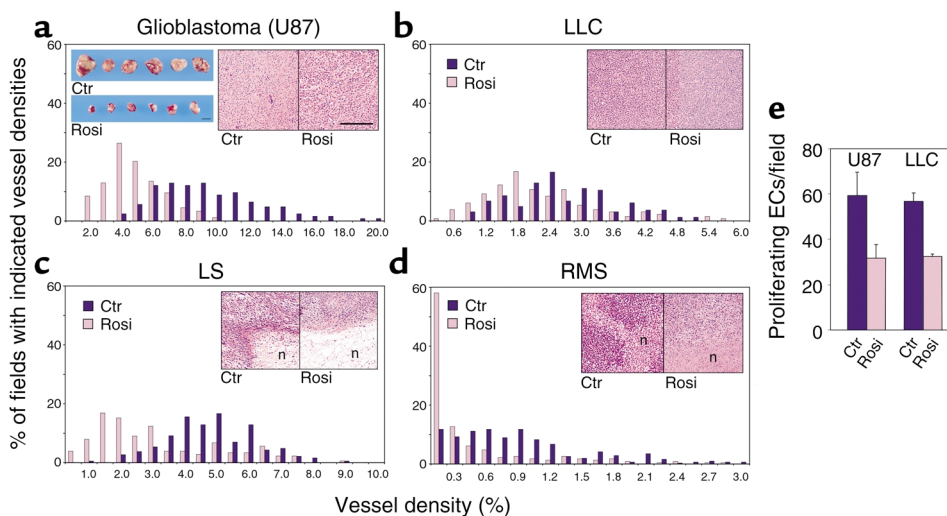 a Glioblastoma (U87)
60
40
20
0
Ctr
Rosi
Ctr Rosi
2.0 4.0 6.0 8.0 10.0 12.0 14.0 16.0 18.0 20.0
b LLC
60
40
20
0
Ctr
Rosi
Ctr Rosi
0.6 1.2 1.8 2.4 3.0 3.6 4.2 4.8 5.4 6.0
c LS
60
40
20
0
Ctr
Rosi
n n
Ctr Rosi
1.0 2.0 3.0 4.0 5.0 6.0 7.0 8.0 9.0 10.0
d RMS
60
40
20
0
Ctr
Rosi
n n
Ctr Rosi
0.3 0.6 0.9 1.2 1.5 1.8 2.1 2.4 2.7 3.0
% of fields with indicated vessel densities
Vessel density (%)
e
Proliferating ECs/field
80
60
40
20
0
U87 LLC
Ctr Rosi Ctr Rosi